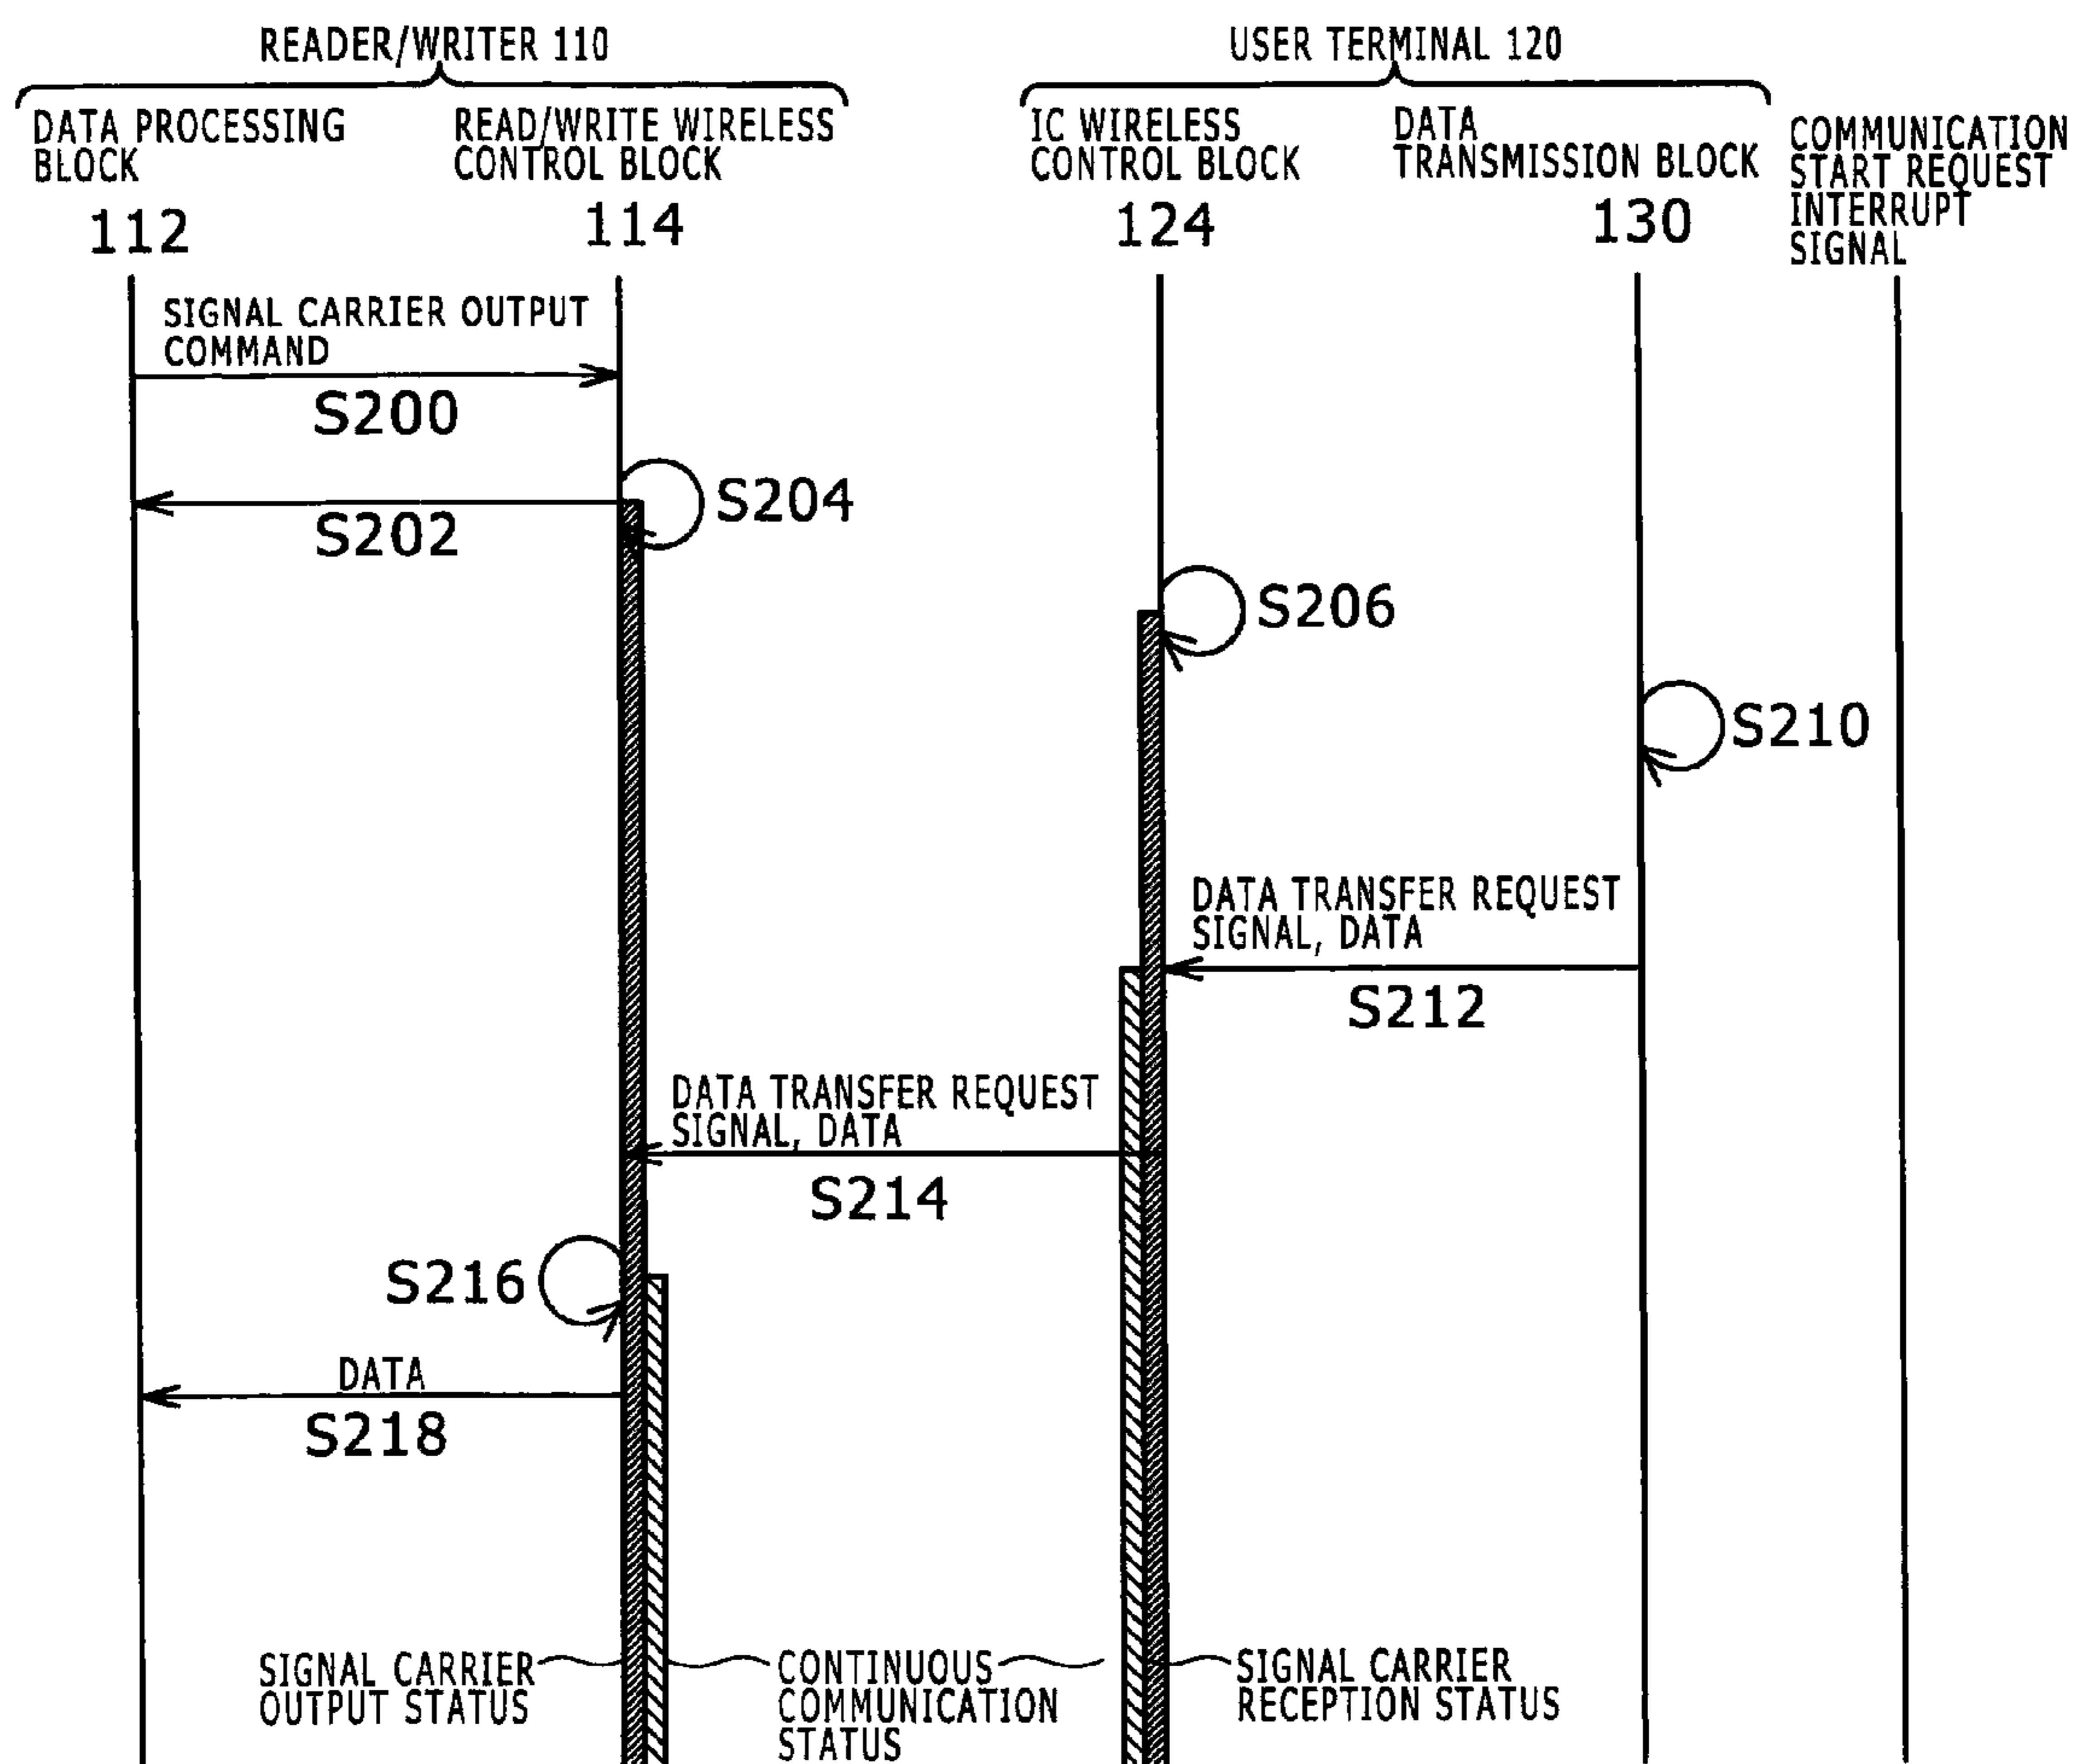 READER/WRITER 110
USER TERMINAL 120
DATA PROCESSING
BLOCK
112
READ/WRITE WIRELESS
CONTROL BLOCK
114
IC WIRELESS
CONTROL BLOCK
124
DATA
TRANSMISSION BLOCK
130
COMMUNICATION
START REQUEST
INTERRUPT
SIGNAL
SIGNAL CARRIER OUTPUT
COMMAND
S200
S204
S202
S206
S210
DATA TRANSFER REQUEST
SIGNAL, DATA
S212
DATA TRANSFER REQUEST
SIGNAL, DATA
S214
S216
DATA
S218
SIGNAL CARRIER
OUTPUT STATUS
CONTINUOUS
COMMUNICATION
STATUS
SIGNAL CARRIER
RECEPTION STATUS